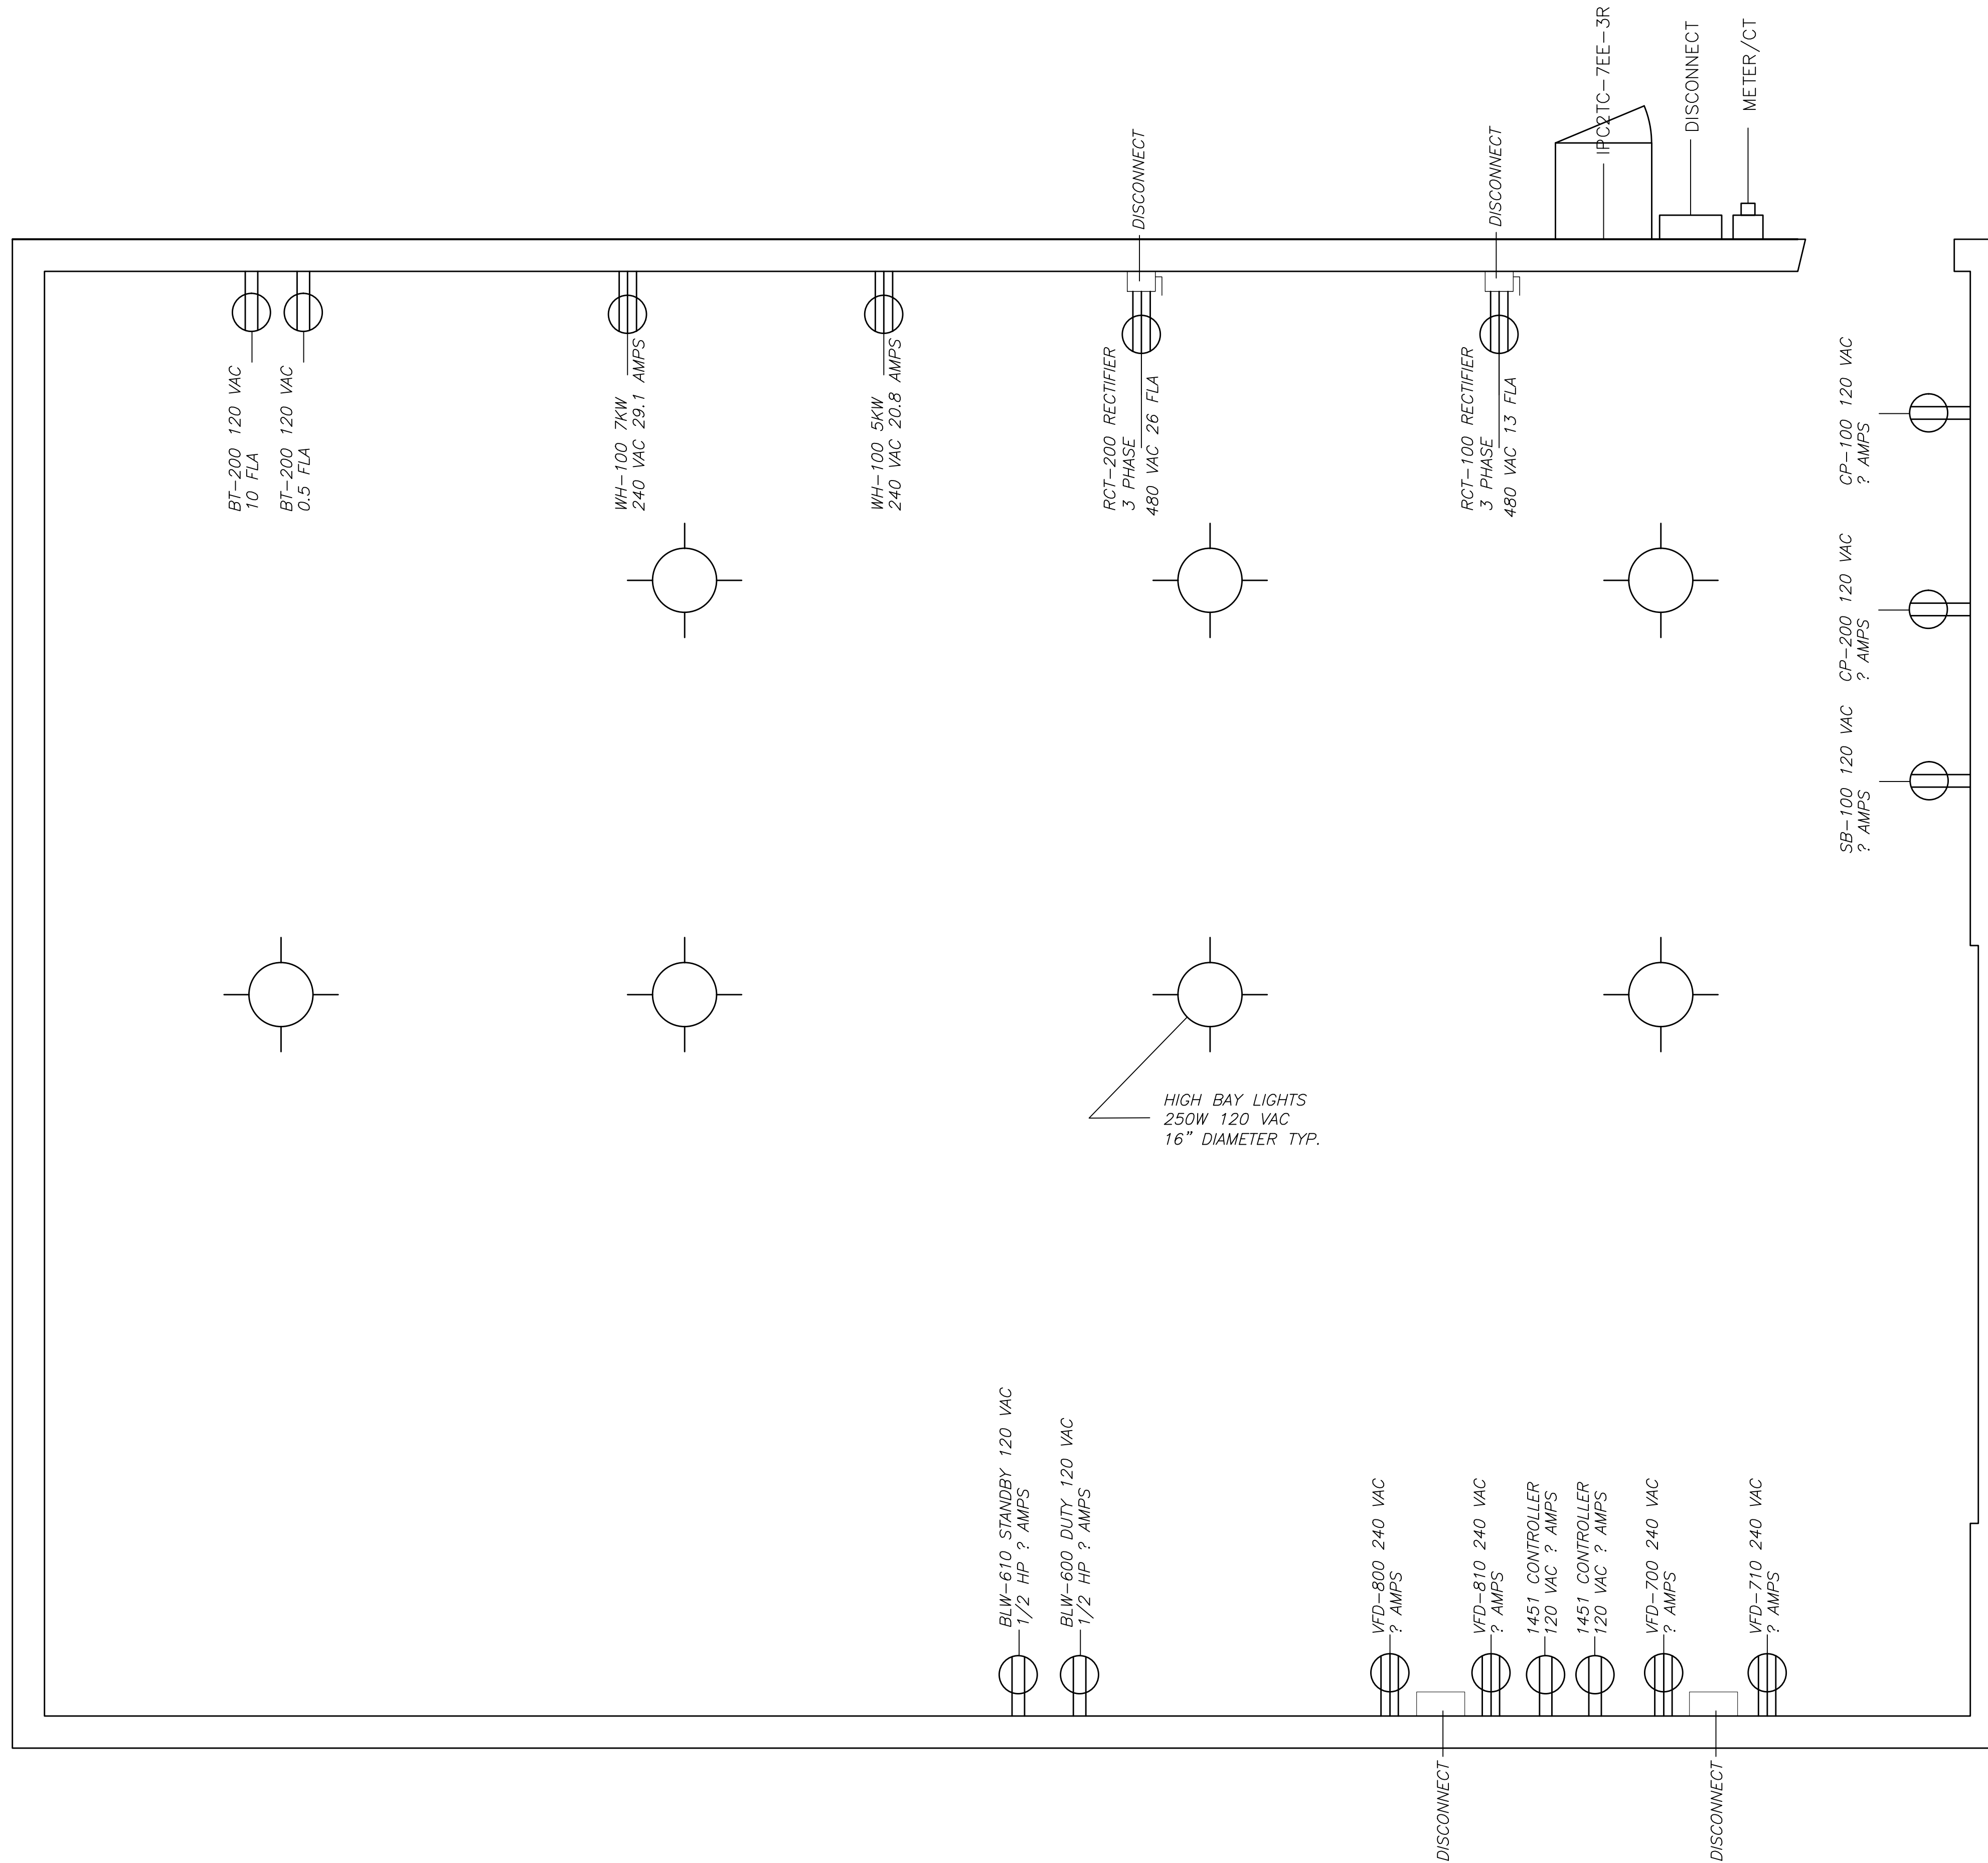 IPC2TC-7EE-3R
DISCONNECT
METER/CT
DISCONNECT
DISCONNECT
BT-200 120 VAC
10 FLA
BT-200 120 VAC
0.5 FLA
WH-100 7KW
240 VAC 29.1 AMPS
WH-100 5KW
240 VAC 20.8 AMPS
RCT-200 RECTIFIER
3 PHASE
480 VAC 26 FLA
RCT-100 RECTIFIER
3 PHASE
480 VAC 13 FLA
CP-100 120 VAC
? AMPS
CP-200 120 VAC
? AMPS
SB-100 120 VAC
? AMPS
HIGH BAY LIGHTS
250W 120 VAC
16" DIAMETER TYP.
BLW-610 STANDBY 120 VAC
1/2 HP ? AMPS
BLW-600 DUTY 120 VAC
1/2 HP ? AMPS
VFD-800 240 VAC
? AMPS
VFD-810 240 VAC
? AMPS
1451 CONTROLLER
120 VAC ? AMPS
1451 CONTROLLER
120 VAC ? AMPS
VFD-700 240 VAC
? AMPS
VFD-710 240 VAC
? AMPS
DISCONNECT
DISCONNECT